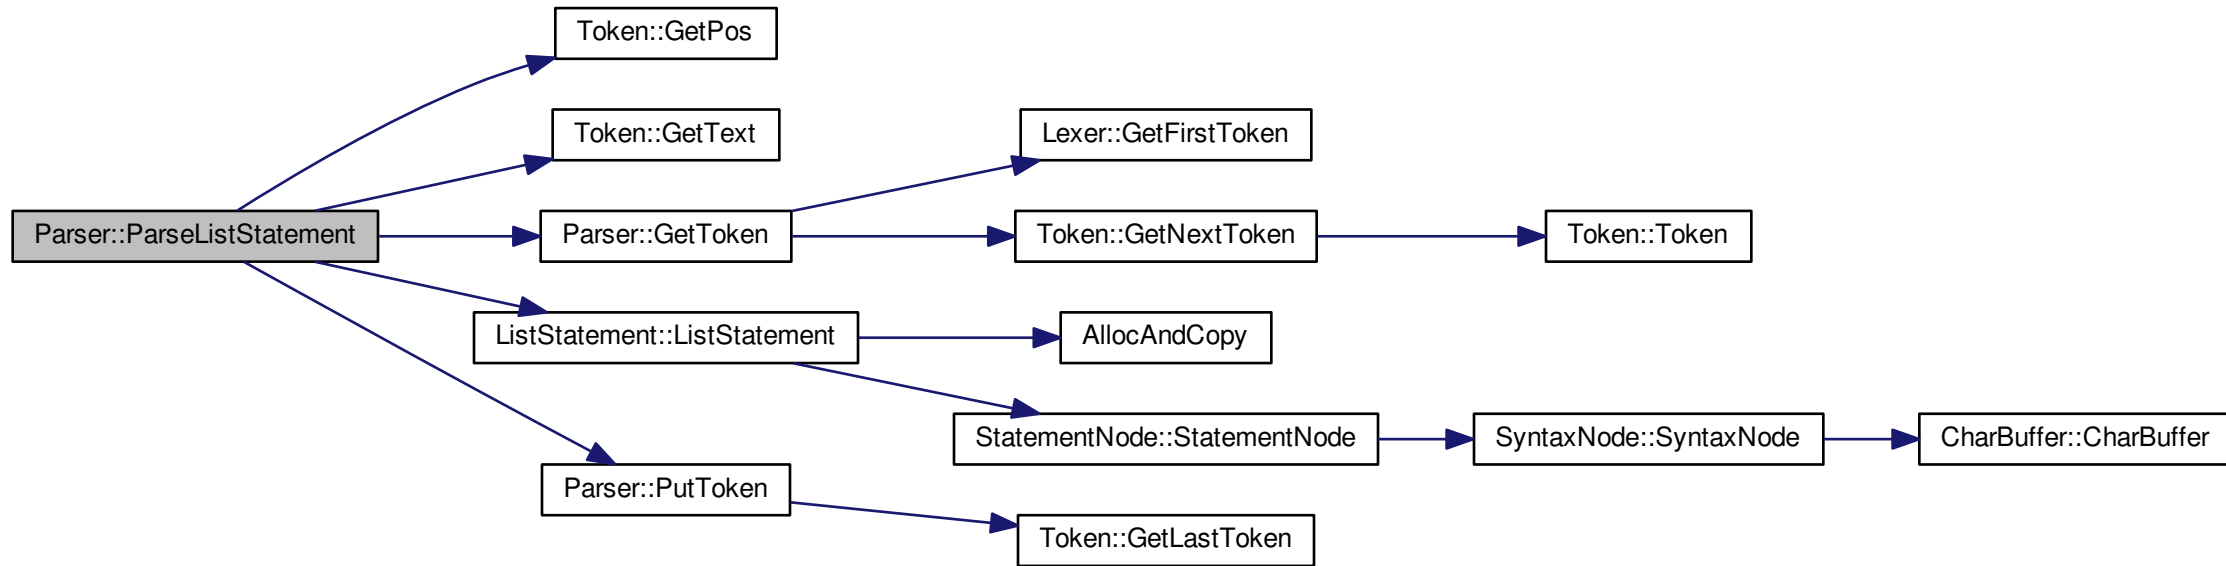 Token::GetPos
Token::GetText
Lexer::GetFirstToken
Parser::ParseListStatement
Parser::GetToken
Token::GetNextToken
Token::Token
ListStatement::ListStatement
AllocAndCopy
StatementNode::StatementNode
SyntaxNode::SyntaxNode
CharBuffer::CharBuffer
Parser::PutToken
Token::GetLastToken